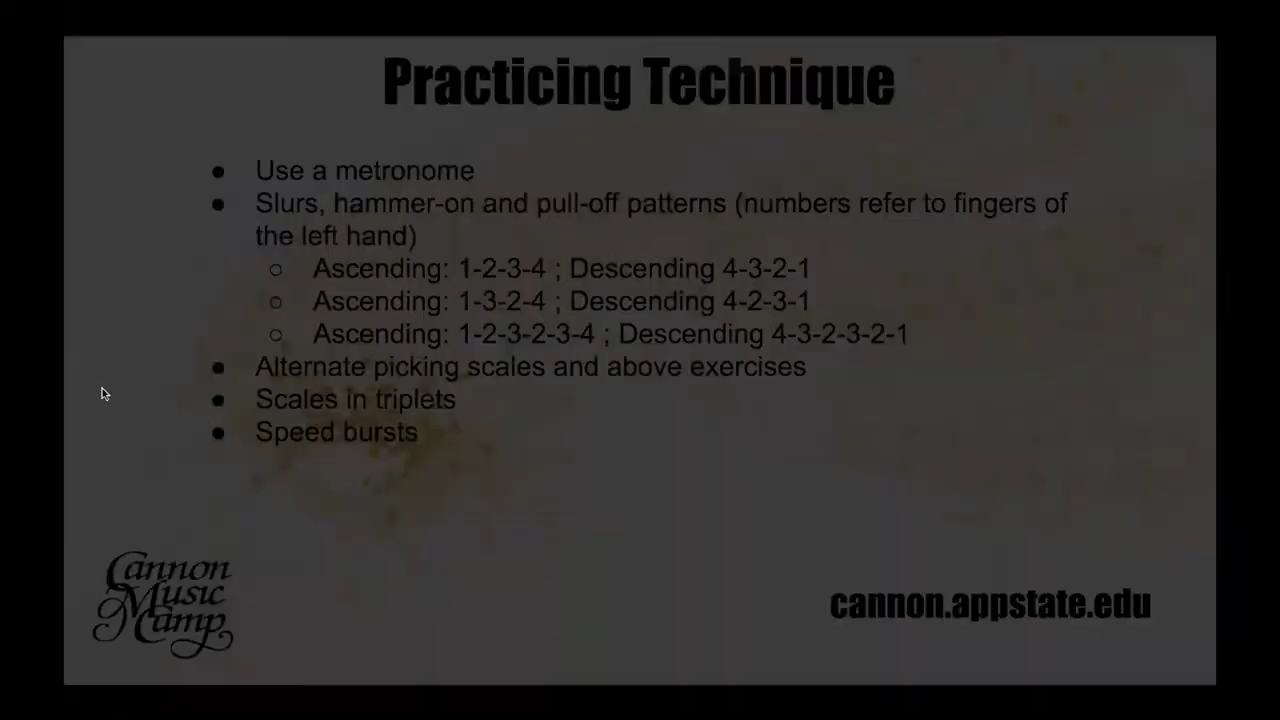 Practicing Technique
● Use a metronome
● Slurs, hammer-on and pull-off patterns (numbers refer to fingers of
the left hand)
○ Ascending: 1-2-3-4 ; Descending 4-3-2-1
○ Ascending: 1-3-2-4 ; Descending 4-2-3-1
○ Ascending: 1-2-3-2-3-4 ; Descending 4-3-2-3-2-1
● Alternate picking scales and above exercises
● Scales in triplets
● Speed bursts
Cannon
Music
Camp
cannon.appstate.edu